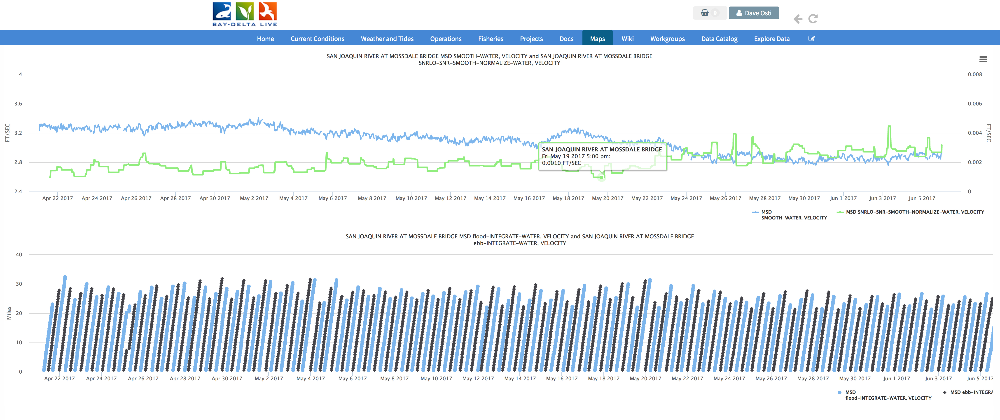 BAY-DELTA LIVE
0
Dave Osti
Home Current Conditions Weather and Tides Operations Fisheries Projects Docs Maps Wiki Workgroups Data Catalog Explore Data
SAN JOAQUIN RIVER AT MOSSDALE BRIDGE MSD SMOOTH-WATER, VELOCITY and SAN JOAQUIN RIVER AT MOSSDALE BRIDGE
SNRLO-SNR-SMOOTH-NORMALIZE-WATER, VELOCITY
4 0.008
3.6 0.006
3.2 0.004
2.8 0.002
2.4 0
FT/SEC
FT/SEC
SAN JOAQUIN RIVER AT MOSSDALE BRIDGE
Fri May 19 2017 5:00 pm:
0.0010 FT/SEC
Apr 22 2017 Apr 24 2017 Apr 26 2017 Apr 28 2017 Apr 30 2017 May 2 2017 May 4 2017 May 6 2017 May 8 2017 May 10 2017 May 12 2017 May 14 2017 May 16 2017 May 18 2017 May 20 2017 May 22 2017 May 24 2017 May 26 2017 May 28 2017 May 30 2017 Jun 1 2017 Jun 3 2017 Jun 5 2017
MSD
SMOOTH-WATER, VELOCITY
MSD SNRLO-SNR-SMOOTH-NORMALIZE-WATER, VELOCITY
SAN JOAQUIN RIVER AT MOSSDALE BRIDGE MSD flood-INTEGRATE-WATER, VELOCITY and SAN JOAQUIN RIVER AT MOSSDALE BRIDGE
ebb-INTEGRATE-WATER, VELOCITY
40
30
20
10
0
Miles
Apr 22 2017 Apr 24 2017 Apr 26 2017 Apr 28 2017 Apr 30 2017 May 2 2017 May 4 2017 May 6 2017 May 8 2017 May 10 2017 May 12 2017 May 14 2017 May 16 2017 May 18 2017 May 20 2017 May 22 2017 May 24 2017 May 26 2017 May 28 2017 May 30 2017 Jun 1 2017 Jun 3 2017 Jun 5 2017
MSD
flood-INTEGRATE-WATER, VELOCITY
MSD ebb-INTEGRA